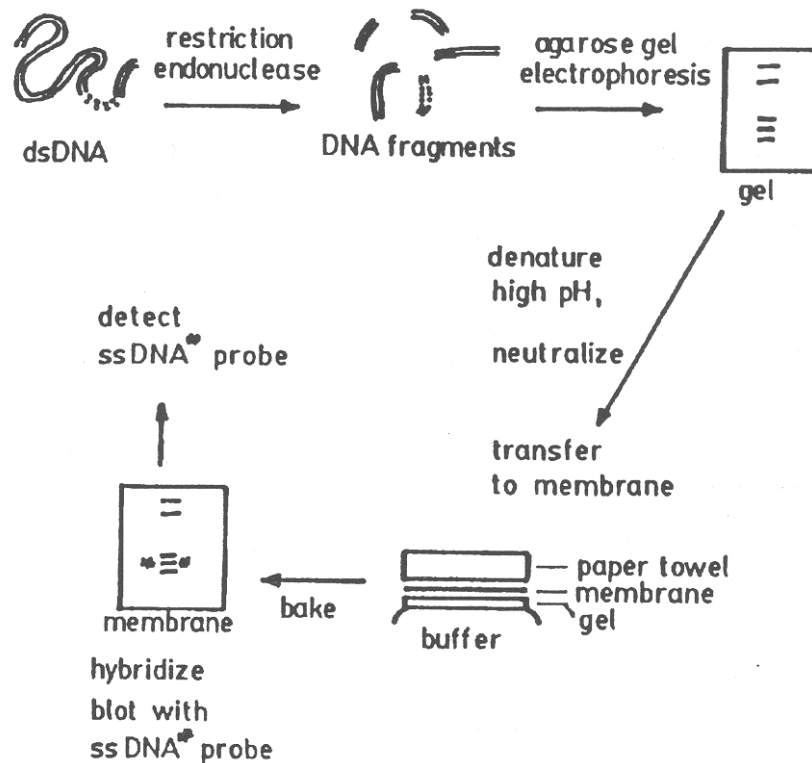 restriction
endonuclease
agarose gel
electrophoresis
dsDNA
DNA fragments
gel
denature
high pH,
neutralize
transfer
to membrane
paper towel
membrane
gel
buffer
bake
membrane
hybridize
blot with
ssDNA* probe
detect
ssDNA* probe